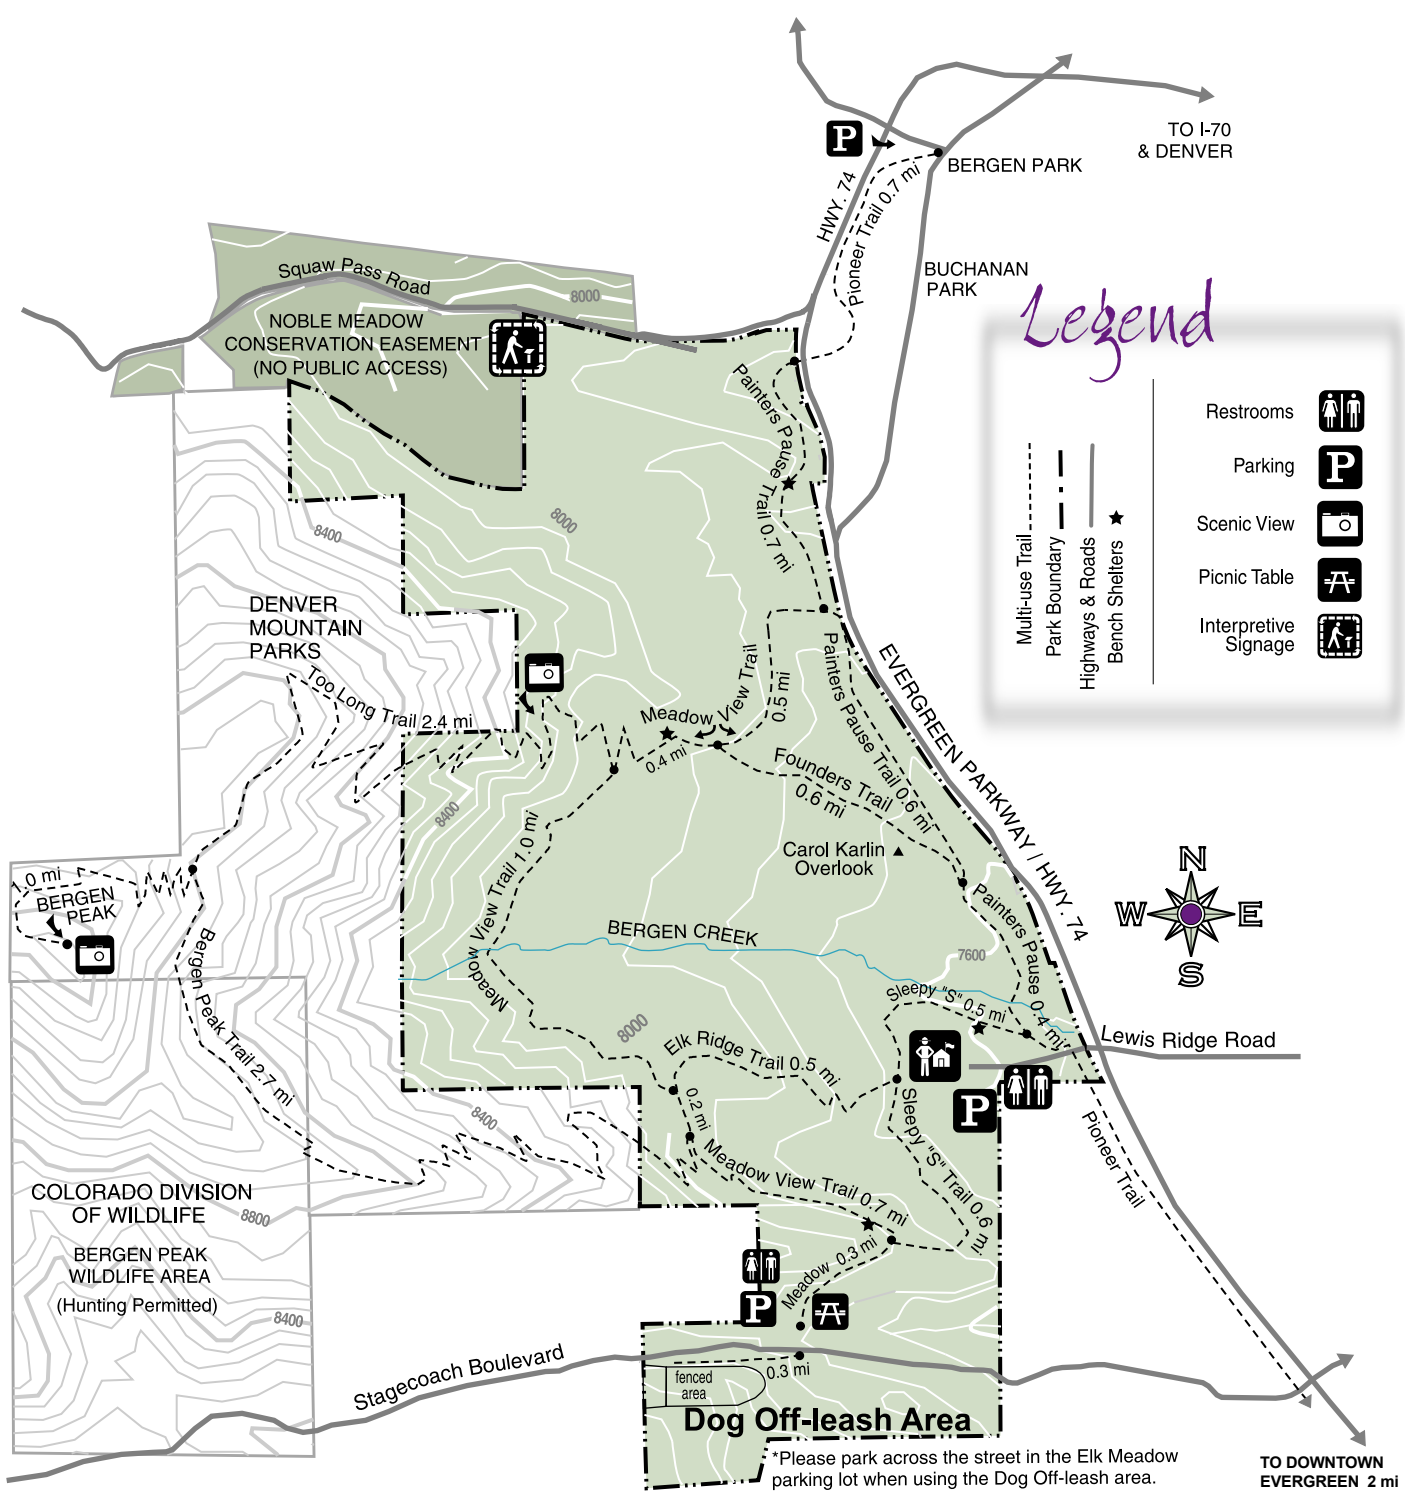 TO I-70
& DENVER
P
BERGEN PARK
HWY. 74
Pioneer Trail 0.7 mi
BUCHANAN
PARK
Squaw Pass Road
8000
NOBLE MEADOW
CONSERVATION EASEMENT
(NO PUBLIC ACCESS)
Legend
Restrooms
Parking
P
Scenic View
Picnic Table
Interpretive
Signage
Multi-use Trail
Park Boundary
Highways & Roads
Bench Shelters
Painters Pause Trail 0.7 mi
8400
8000
DENVER
MOUNTAIN
PARKS
Too Long Trail 2.4 mi
Meadow View Trail
0.5 mi
0.4 mi
Painters Pause Trail 0.6 mi
EVERGREEN PARKWAY / HWY. 74
Founders Trail
0.6 mi
8400
Meadow View Trail 1.0 mi
Carol Karlin
Overlook
1.0 mi
BERGEN
PEAK
N
W E
S
BERGEN CREEK
7600
Painters Pause 0.4 mi
Bergen Peak Trail 2.7 mi
Sleepy "S" 0.5 mi
8000
Elk Ridge Trail 0.5 mi
Lewis Ridge Road
0.2 mi
P
Sleepy "S" Trail 0.6 mi
Pioneer Trail
8400
Meadow View Trail 0.7 mi
COLORADO DIVISION
OF WILDLIFE
8800
BERGEN PEAK
WILDLIFE AREA
(Hunting Permitted)
8400
Meadow 0.3 mi
P
Stagecoach Boulevard
0.3 mi
fenced
area
Dog Off-leash Area
*Please park across the street in the Elk Meadow
parking lot when using the Dog Off-leash area.
TO DOWNTOWN
EVERGREEN 2 mi